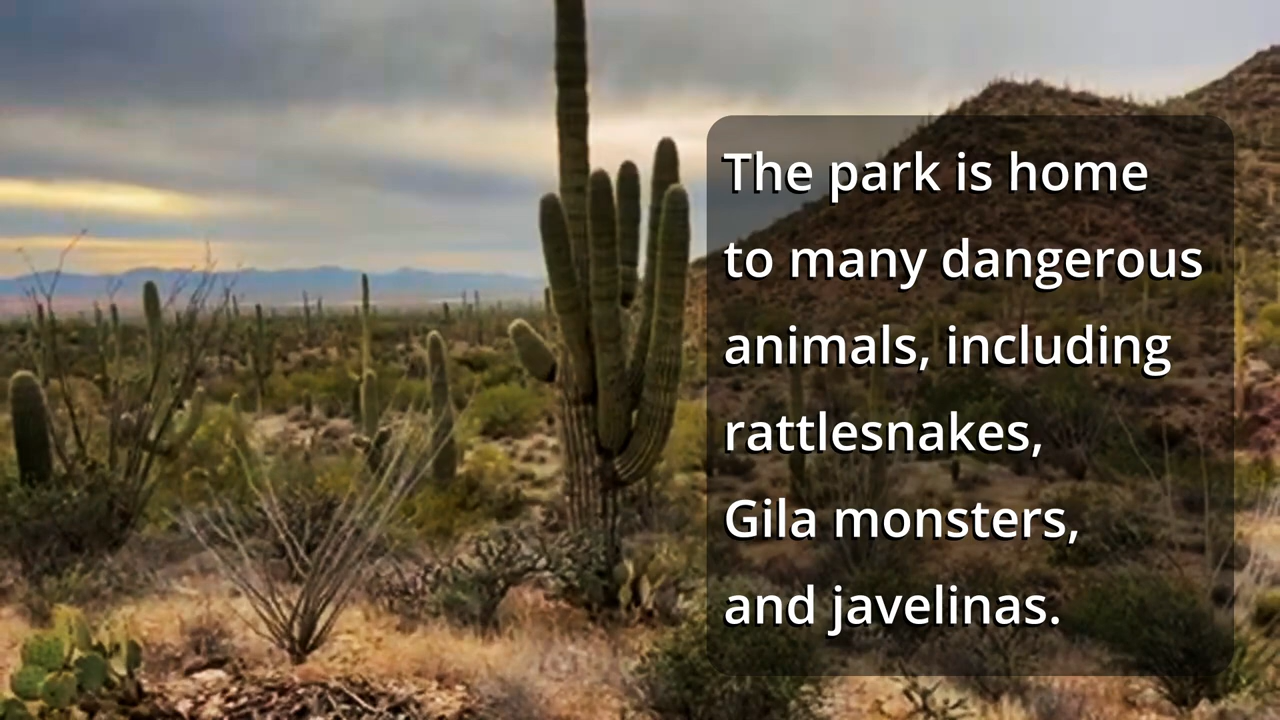 The park is home
to many dangerous
animals, including
rattlesnakes,
Gila monsters,
and javelinas.